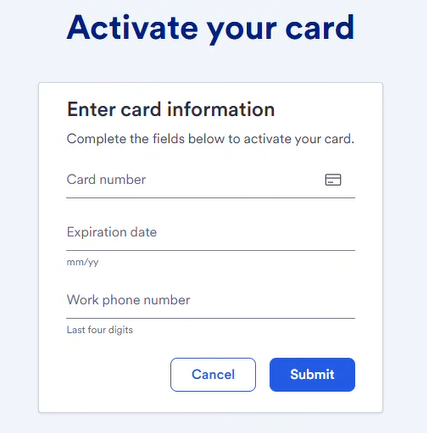 Activate your card
Enter card information
Complete the fields below to activate your card.
Card number
Expiration date
mm/yy
Work phone number
Last four digits
Cancel Submit